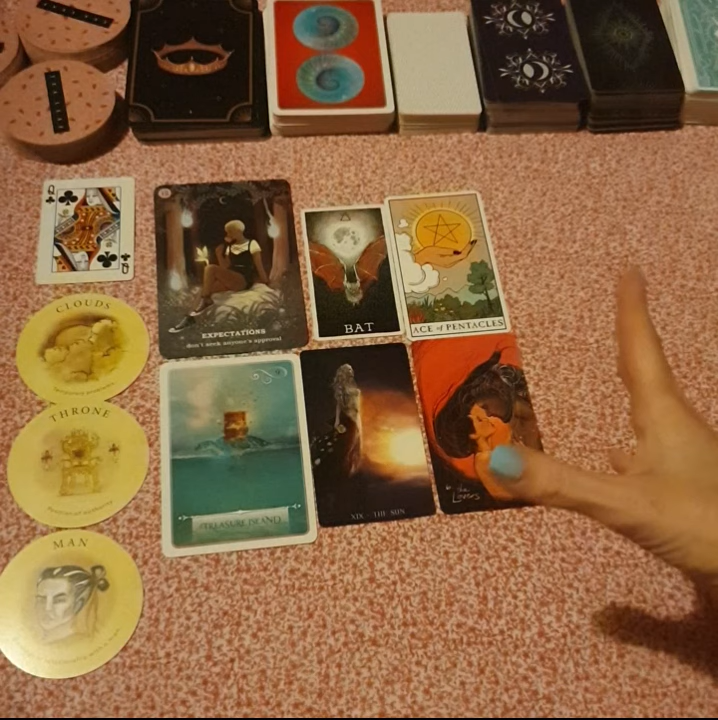 Q
Q
CLOUDS
THRONE
MAN
EXPECTATIONS
don't seek anyone's approval
BAT
ACE of PENTACLES
TREASURE ISLAND
XIX · THE SUN
the
Lovers